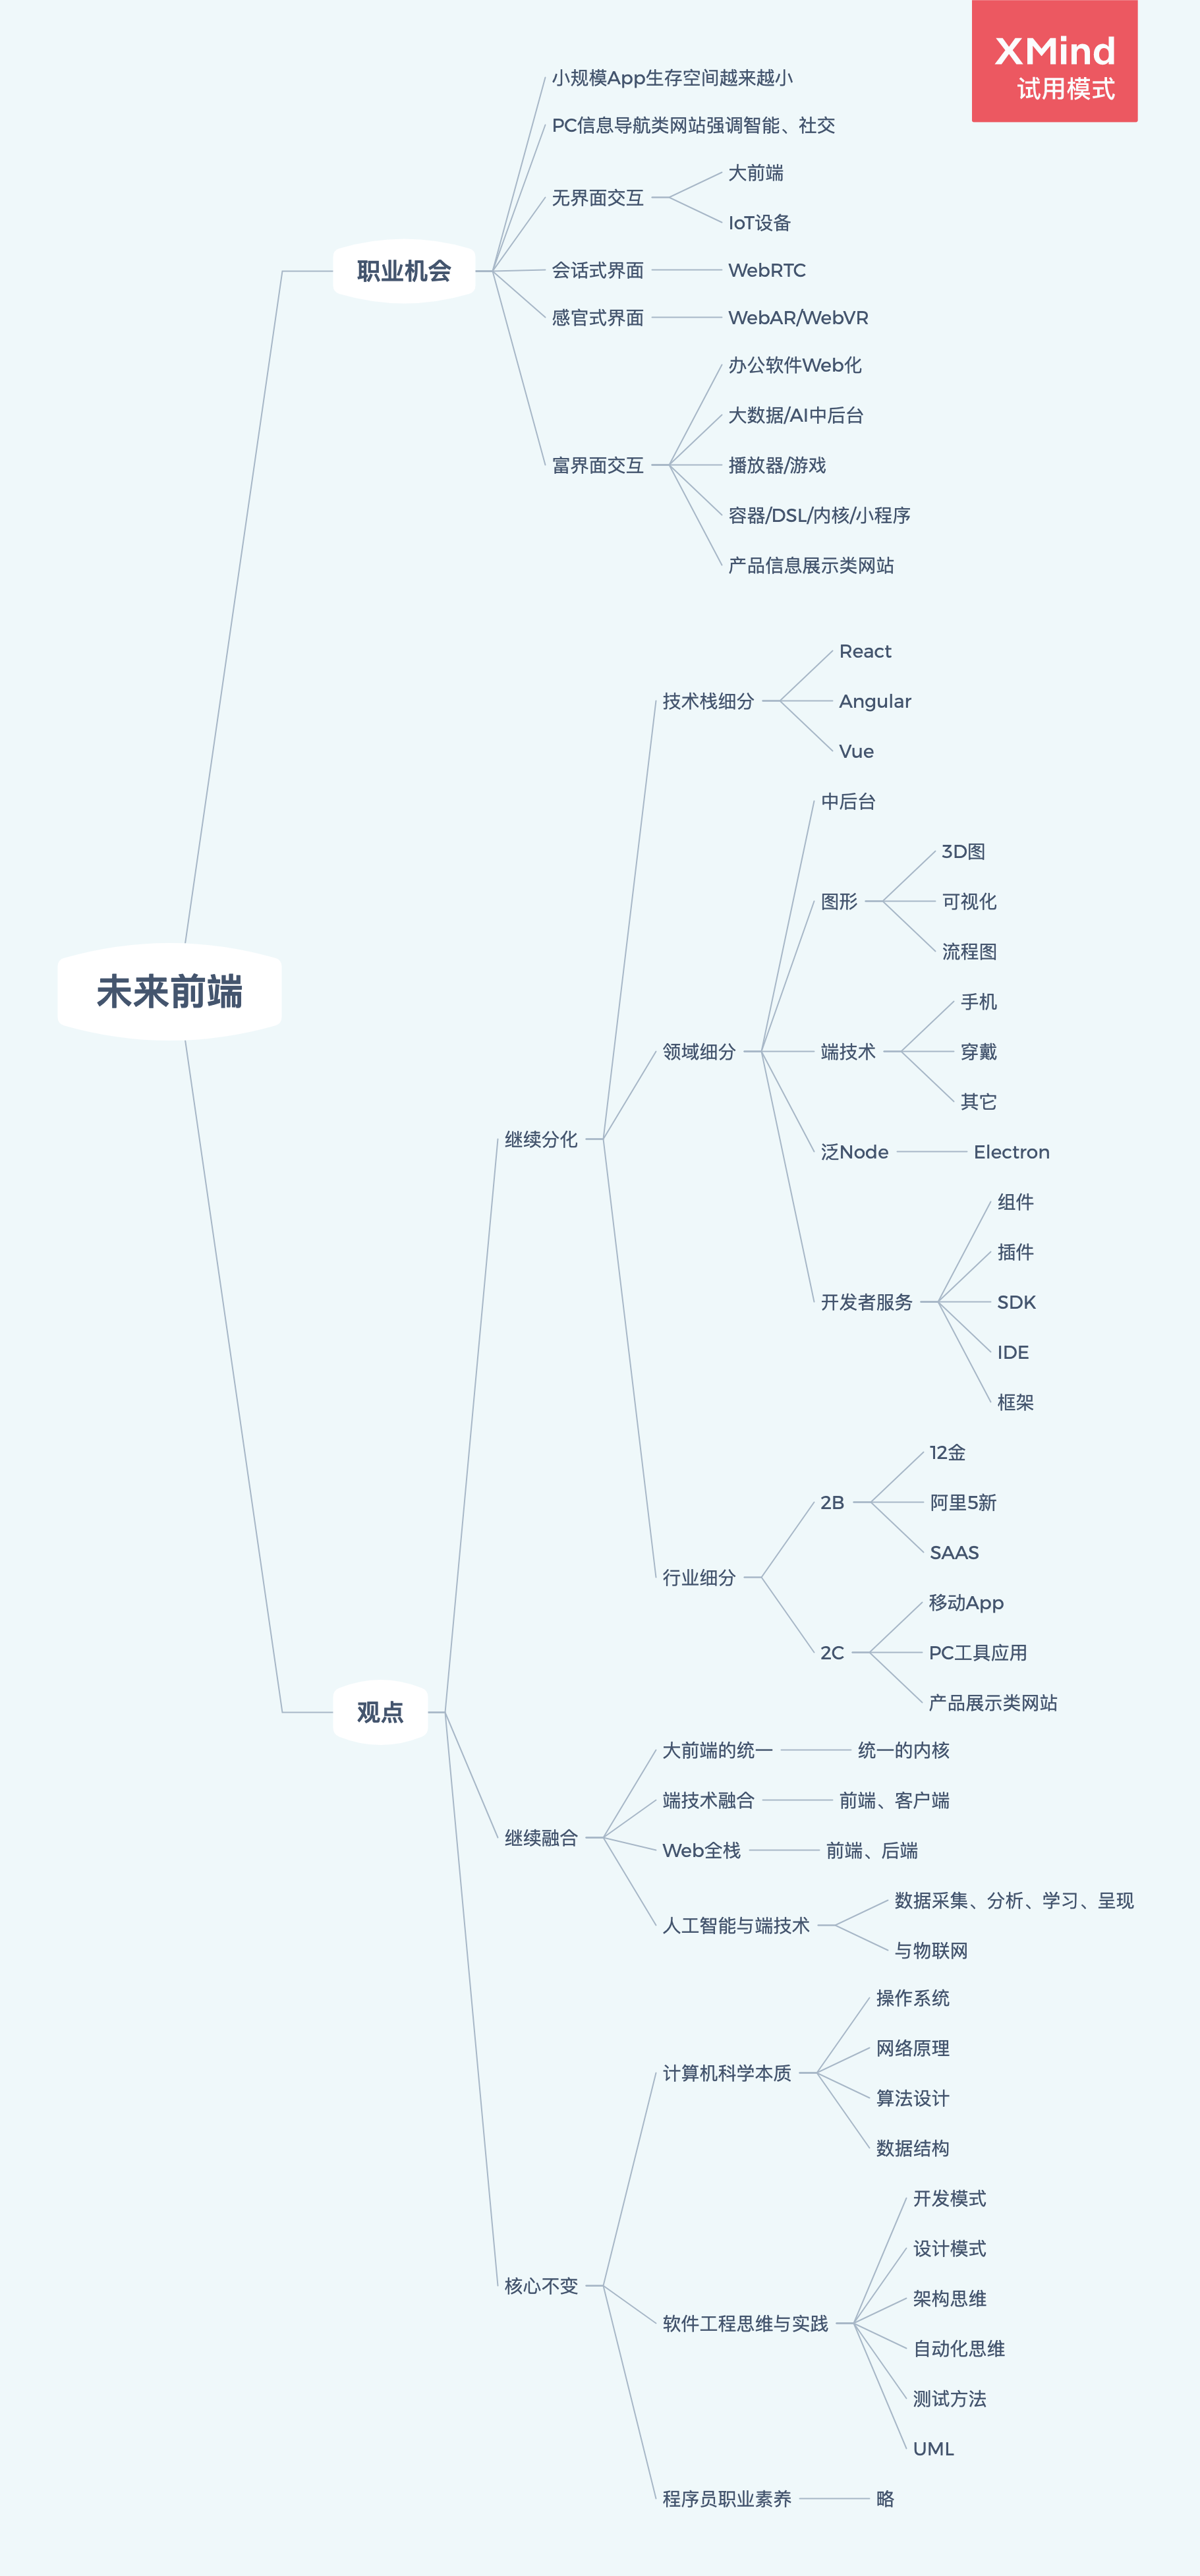 XMind
试用模式
未来前端
职业机会
小规模App生存空间越来越小
PC信息导航类网站强调智能、社交
无界面交互
大前端
IoT设备
会话式界面
WebRTC
感官式界面
WebAR/WebVR
富界面交互
办公软件Web化
大数据/AI中后台
播放器/游戏
容器/DSL/内核/小程序
产品信息展示类网站
观点
继续分化
技术栈细分
React
Angular
Vue
领域细分
中后台
图形
3D图
可视化
流程图
端技术
手机
穿戴
其它
泛Node
Electron
开发者服务
组件
插件
SDK
IDE
框架
行业细分
2B
12金
阿里5新
SAAS
2C
移动App
PC工具应用
产品展示类网站
继续融合
大前端的统一
统一的内核
端技术融合
前端、客户端
Web全栈
前端、后端
人工智能与端技术
数据采集、分析、学习、呈现
与物联网
核心不变
计算机科学本质
操作系统
网络原理
算法设计
数据结构
软件工程思维与实践
开发模式
设计模式
架构思维
自动化思维
测试方法
UML
程序员职业素养
略